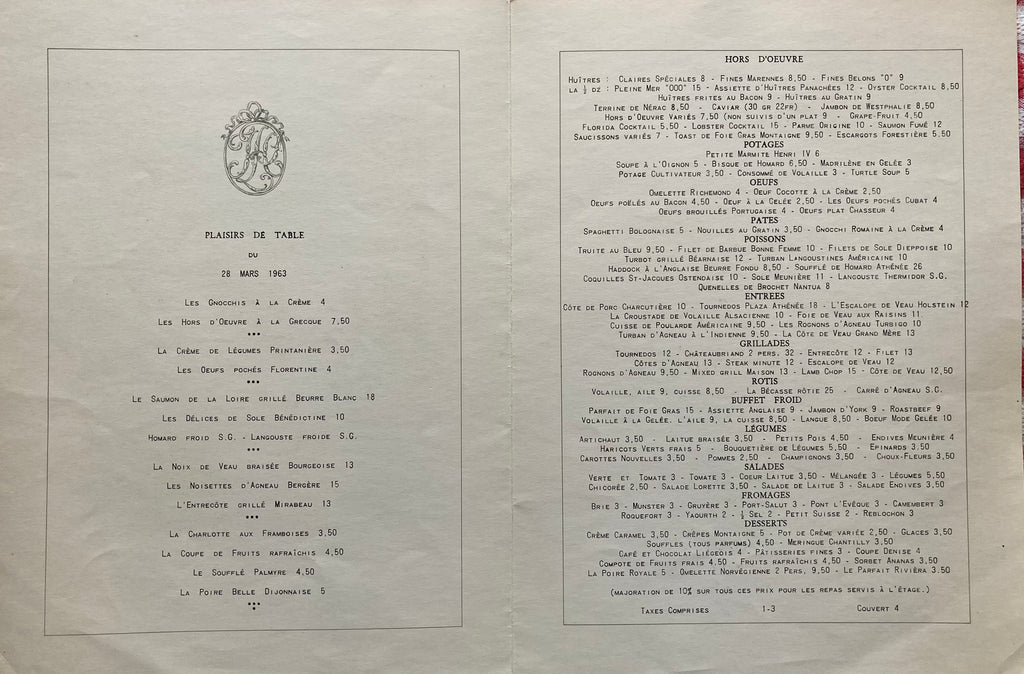 PLAISIRS DE TABLE
DU
28 MARS 1963
LES GNOCCHIS À LA CRÈME 4
LES HORS D'OEUVRE À LA GRECQUE 7,50
***
LA CRÈME DE LÉGUMES PRINTANIÈRE 3,50
LES OEUFS POCHÉS FLORENTINE 4
***
LE SAUMON DE LA LOIRE GRILLÉ BEURRE BLANC 18
LES DÉLICES DE SOLE BÉNÉDICTINE 10
HOMARD FROID S.G. - LANGOUSTE FROIDE S.G.
***
LA NOIX DE VEAU BRAISÉE BOURGEOISE 13
LES NOISETTES D'AGNEAU BERGÈRE 15
L'ENTRECÔTE GRILLÉ MIRABEAU 13
***
LA CHARLOTTE AUX FRAMBOISES 3,50
LA COUPE DE FRUITS RAFRAÎCHIS 4,50
LE SOUFFLÉ PALMYRE 4,50
LA POIRE BELLE DIJONNAISE 5
***
HORS D'OEUVRE
HUÎTRES : CLAIRES SPÉCIALES 8 - FINES MARENNES 8,50 - FINES BELONS "O" 9
LA ½ DZ : PLEINE MER "OOO" 15 - ASSIETTE D'HUÎTRES PANACHÉES 12 - OYSTER COCKTAIL 8,50
HUÎTRES FRITES AU BACON 9 - HUÎTRES AU GRATIN 9
TERRINE DE NÉRAC 8,50 - CAVIAR (30 GR 22FR) - JAMBON DE WESTPHALIE 8,50
HORS D'OEUVRE VARIÉS 7,50 (NON SUIVIS D'UN PLAT 9 - GRAPE-FRUIT 4,50
FLORIDA COCKTAIL 5,50 - LOBSTER COCKTAIL 15 - PARME ORIGINE 10 - SAUMON FUMÉ 12
SAUCISSONS VARIÉS 7 - TOAST DE FOIE GRAS MONTAIGNE 9,50 - ESCARGOTS FORESTIÈRE 5.50
POTAGES
PETITE MARMITE HENRI IV 6
SOUPE À L'OIGNON 5 - BISQUE DE HOMARD 6,50 - MADRILÈNE EN GELÉE 3
POTAGE CULTIVATEUR 3,50 - CONSOMMÉ DE VOLAILLE 3 - TURTLE SOUP 5
OEUFS
OMELETTE RICHEMOND 4 - OEUF COCOTTE À LA CRÈME 2,50
OEUFS POËLÉS AU BACON 4,50 - OEUF À LA GELÉE 2,50 - LES OEUFS POCHÉS CUBAT 4
OEUFS BROUILLÉS PORTUGAISE 4 - OEUFS PLAT CHASSEUR 4
PATES
SPAGHETTI BOLOGNAISE 5 - NOUILLES AU GRATIN 3,50 - GNOCCHI ROMAINE À LA CRÈME 4
POISSONS
TRUITE AU BLEU 9,50 - FILET DE BARBUE BONNE FEMME 10 - FILETS DE SOLE DIEPPOISE 10
TURBOT GRILLÉ BÉARNAISE 12 - TURBAN LANGOUSTINES AMÉRICAINE 10
HADDOCK À L'ANGLAISE BEURRE FONDU 8,50 - SOUFFLÉ DE HOMARD ATHÉNÉE 26
COQUILLES ST-JACQUES OSTENDAISE 10 - SOLE MEUNIÈRE 11 - LANGOUSTE THERMIDOR S.G.
QUENELLES DE BROCHET NANTUA 8
ENTREES
CÔTE DE PORC CHARCUTIÈRE 10 - TOURNEDOS PLAZA ATHÉNÉE 18 - L'ESCALOPE DE VEAU HOLSTEIN 12
LA CROUSTADE DE VOLAILLE ALSACIENNE 10 - FOIE DE VEAU AUX RAISINS 11.
CUISSE DE POULARDE AMÉRICAINE 9,50 - LES ROGNONS D'AGNEAU TURBIGO 10
TURBAN D'AGNEAU À L'INDIENNE 9,50 - LA CÔTE DE VEAU GRAND MÈRE 13
GRILLADES
TOURNEDOS 12 - CHÂTEAUBRIAND 2 PERS. 32 - ENTRECÔTE 12 - FILET 13
CÔTES D'AGNEAU 13 - STEAK MINUTE 12 - ESCALOPE DE VEAU 12
ROGNONS D'AGNEAU 9,50 - MIXED GRILL MAISON 13 - LAMB CHOP 15 - CÔTE DE VEAU 12,50
ROTIS
VOLAILLE, AILE 9, CUISSE 8,50 - LA BÉCASSE RÔTIE 25 - CARRÉ D'AGNEAU S.G.
BUFFET FROID
PARFAIT DE FOIE GRAS 15 - ASSIETTE ANGLAISE 9 - JAMBON D'YORK 9 - ROASTBEEF 9
VOLAILLE À LA GELÉE. L'AILE 9, LA CUISSE 8,50 - LANGUE 8,50 - BOEUF MODE GELÉE 10
LÉGUMES
ARTICHAUT 3,50 - LAITUE BRAISÉE 3,50 - PETITS POIS 4,50 - ENDIVES MEUNIÈRE 4
HARICOTS VERTS FRAIS 5 - BOUQUETIÈRE DE LÉGUMES 5,50 - EPINARDS 3,50
CAROTTES NOUVELLES 3,50 - POMMES 2,50 - CHAMPIGNONS 3,50 - CHOUX-FLEURS 3,50
SALADES
VERTE ET TOMATE 3 - TOMATE 3 - COEUR LAITUE 3,50 - MÉLANGÉE 3 - LÉGUMES 5,50
CHICORÉE 2,50 - SALADE LORETTE 3,50 - SALADE DE LAITUE 3 - SALADE ENDIVES 3,50
FROMAGES
BRIE 3 - MUNSTER 3 - GRUYÈRE 3 - PORT-SALUT 3 - PONT L'EVÊQUE 3 - CAMEMBERT 3
ROQUEFORT 3 - YAOURTH 2 - ½ SEL 2 - PETIT SUISSE 2 - REBLOCHON 3
DESSERTS
CRÈME CARAMEL 3,50 - CRÊPES MONTAIGNE 5 - POT DE CRÈME VARIÉE 2,50 - GLACES 3,50
SOUFFLES (TOUS PARFUMS) 4,50 - MERINGUE CHANTILLY 3,50
CAFÉ ET CHOCOLAT LIÉGEOIS 4 - PÂTISSERIES FINES 3 - COUPE DENISE 4
COMPOTE DE FRUITS FRAIS 4.50 - FRUITS RAFRAÎCHIS 4,50 - SORBET ANANAS 3,50
LA POIRE ROYALE 5 - OMELETTE NORVÉGIENNE 2 PERS, 9,50 - LE PARFAIT RIVIÉRA 3.50
(MAJORATION DE 10% SUR TOUS CES PRIX POUR LES REPAS SERVIS À L'ÉTAGE.)
TAXES COMPRISES 1-3 COUVERT 4